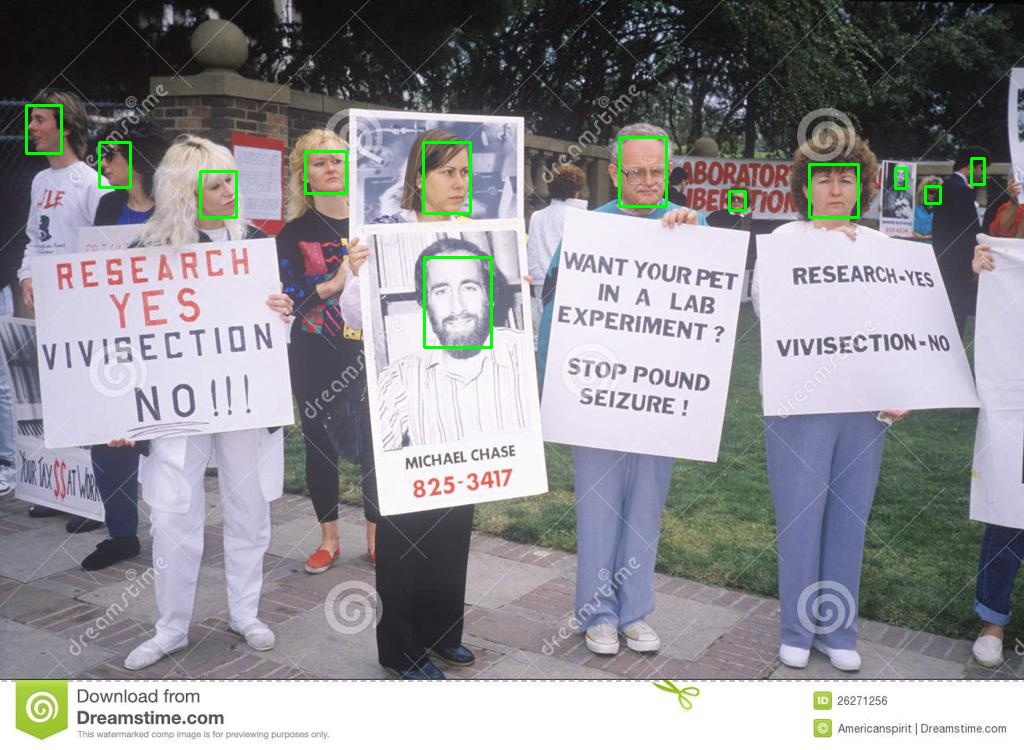 RESEARCH
YES
VIVISECTION
NO!!!
YOUR TAX $$ AT WORK
MICHAEL CHASE
825-3417
WANT YOUR PET
IN A LAB
EXPERIMENT?
STOP POUND
SEIZURE!
LABORATORY
LIBERATION
RESEARCH-YES
VIVISECTION-NO
dreamstime
Download from
Dreamstime.com
This watermarked comp image is for previewing purposes only.
ID 26271256
© Americanspirit | Dreamstime.com